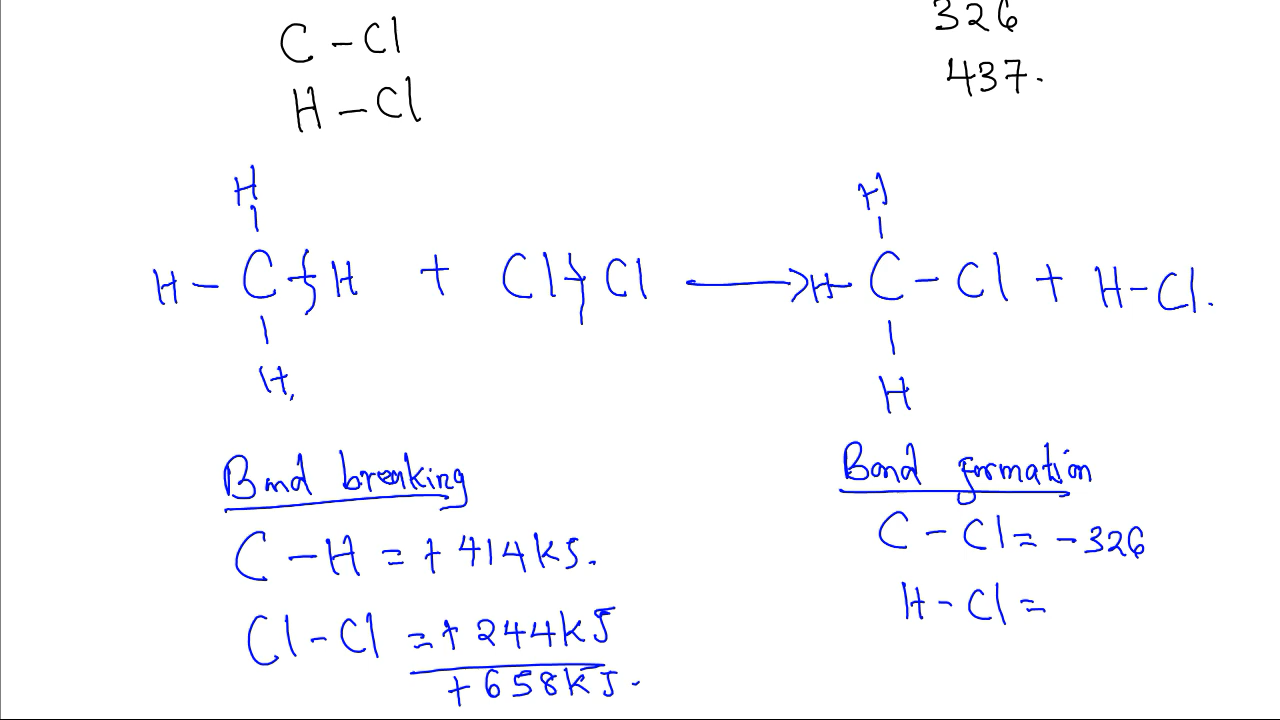 C - Cl 326
H - Cl 437.
H H
H - C - H + Cl - Cl → H - C - Cl + H - Cl.
H. H
Bond breaking Bond formation
C - H = + 414 kJ. C - Cl = - 326
Cl - Cl = + 244 kJ H - Cl =
+ 658 kJ.